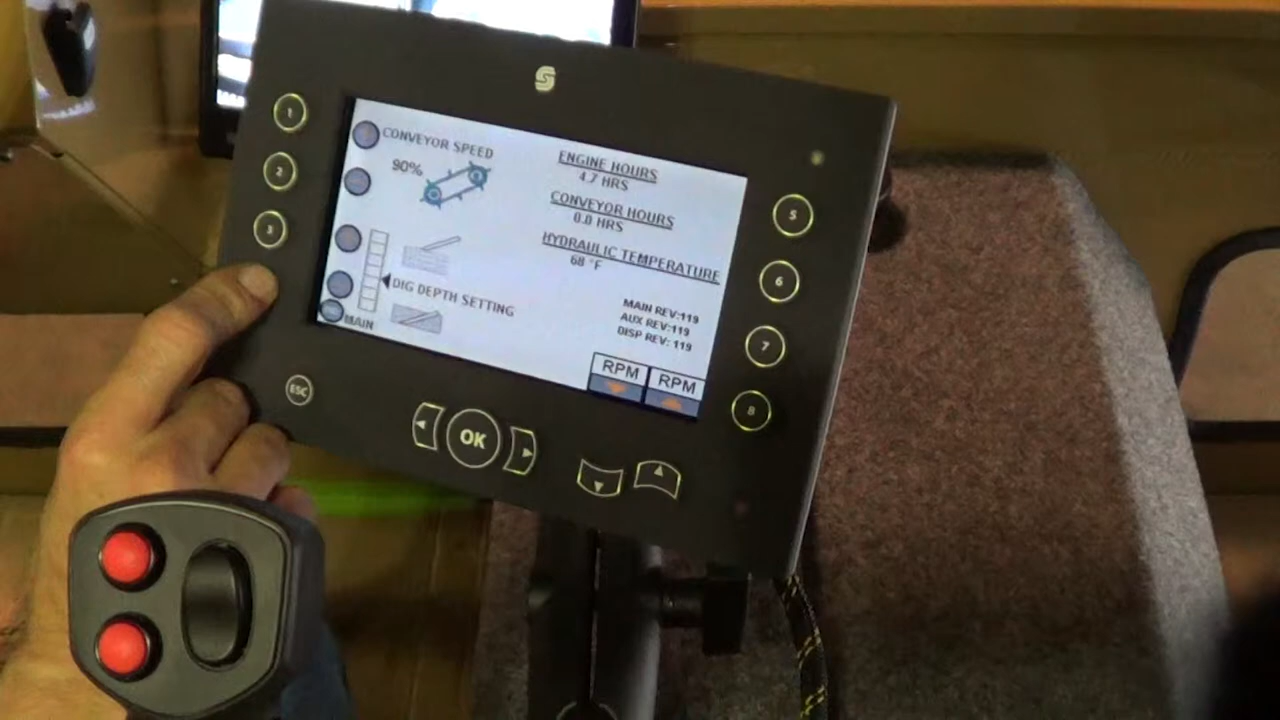 1
2
3
CONVEYOR SPEED
90%
DIG DEPTH SETTING
MAIN
ENGINE HOURS
4.7 HRS
CONVEYOR HOURS
0.0 HRS
HYDRAULIC TEMPERATURE
68 °F
MAIN REV:119
AUX REV:119
DISP REV: 119
RPM
RPM
5
6
7
8
ESC
OK